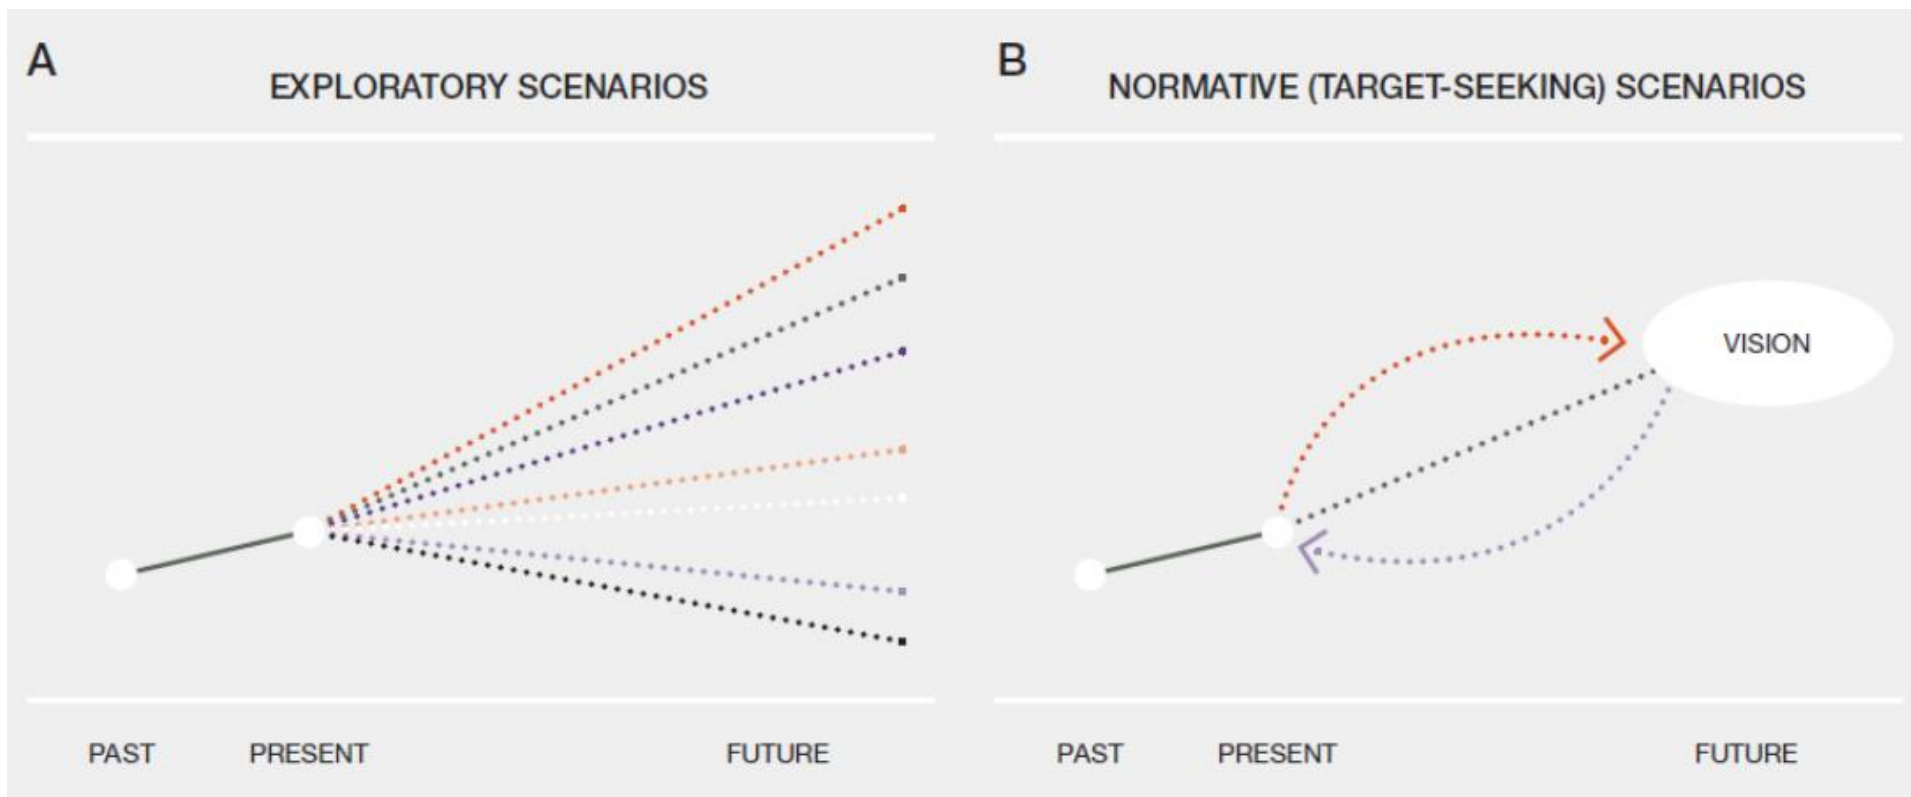 A
EXPLORATORY SCENARIOS
PAST PRESENT FUTURE
B
NORMATIVE (TARGET-SEEKING) SCENARIOS
VISION
PAST PRESENT FUTURE